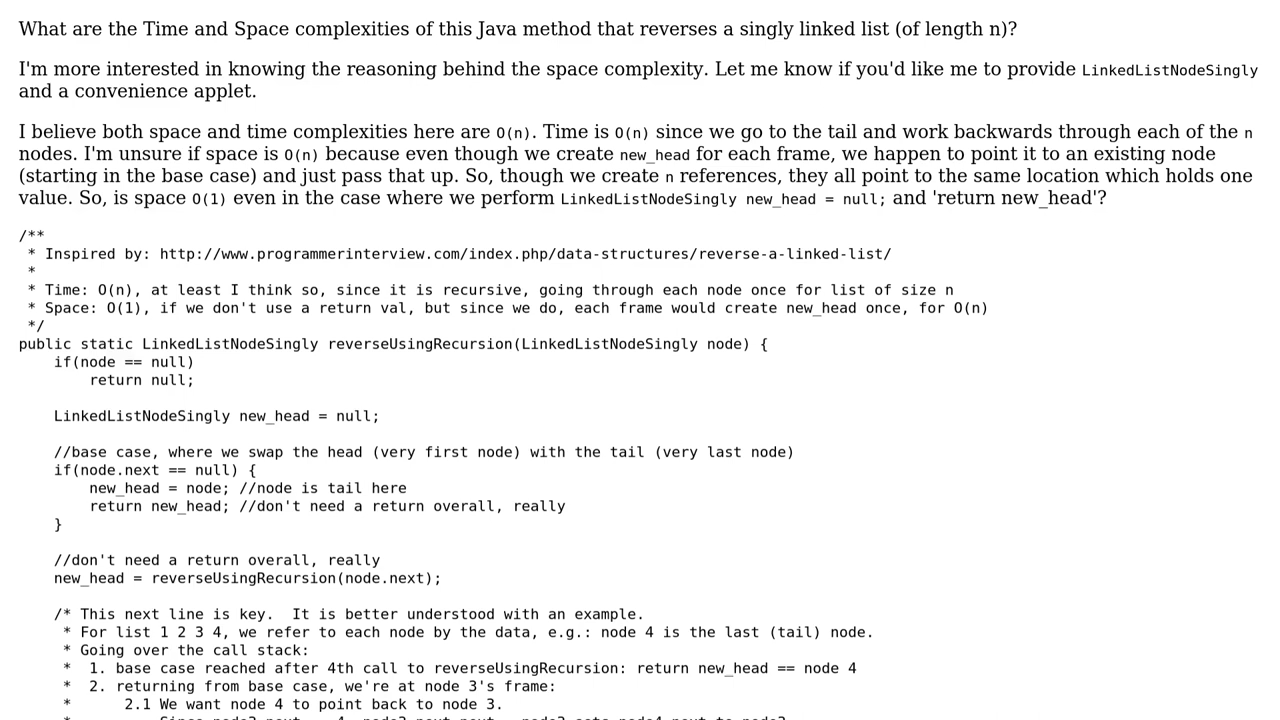 What are the Time and Space complexities of this Java method that reverses a singly linked list (of length n)?
I'm more interested in knowing the reasoning behind the space complexity. Let me know if you'd like me to provide LinkedListNodeSingly
and a convenience applet.
I believe both space and time complexities here are O(n). Time is O(n) since we go to the tail and work backwards through each of the n
nodes. I'm unsure if space is O(n) because even though we create new_head for each frame, we happen to point it to an existing node
(starting in the base case) and just pass that up. So, though we create n references, they all point to the same location which holds one
value. So, is space O(1) even in the case where we perform LinkedListNodeSingly new_head = null; and 'return new_head'?
/**
 * Inspired by: http://www.programmerinterview.com/index.php/data-structures/reverse-a-linked-list/
 *
 * Time: O(n), at least I think so, since it is recursive, going through each node once for list of size n
 * Space: O(1), if we don't use a return val, but since we do, each frame would create new_head once, for O(n)
 */
public static LinkedListNodeSingly reverseUsingRecursion(LinkedListNodeSingly node) {
    if(node == null)
        return null;
    LinkedListNodeSingly new_head = null;
    //base case, where we swap the head (very first node) with the tail (very last node)
    if(node.next == null) {
        new_head = node; //node is tail here
        return new_head; //don't need a return overall, really
    }
    //don't need a return overall, really
    new_head = reverseUsingRecursion(node.next);
    /* This next line is key.  It is better understood with an example.
     * For list 1 2 3 4, we refer to each node by the data, e.g.: node 4 is the last (tail) node.
     * Going over the call stack:
     *  1. base case reached after 4th call to reverseUsingRecursion: return new_head == node 4
     *  2. returning from base case, we're at node 3's frame:
     *      2.1 We want node 4 to point back to node 3.